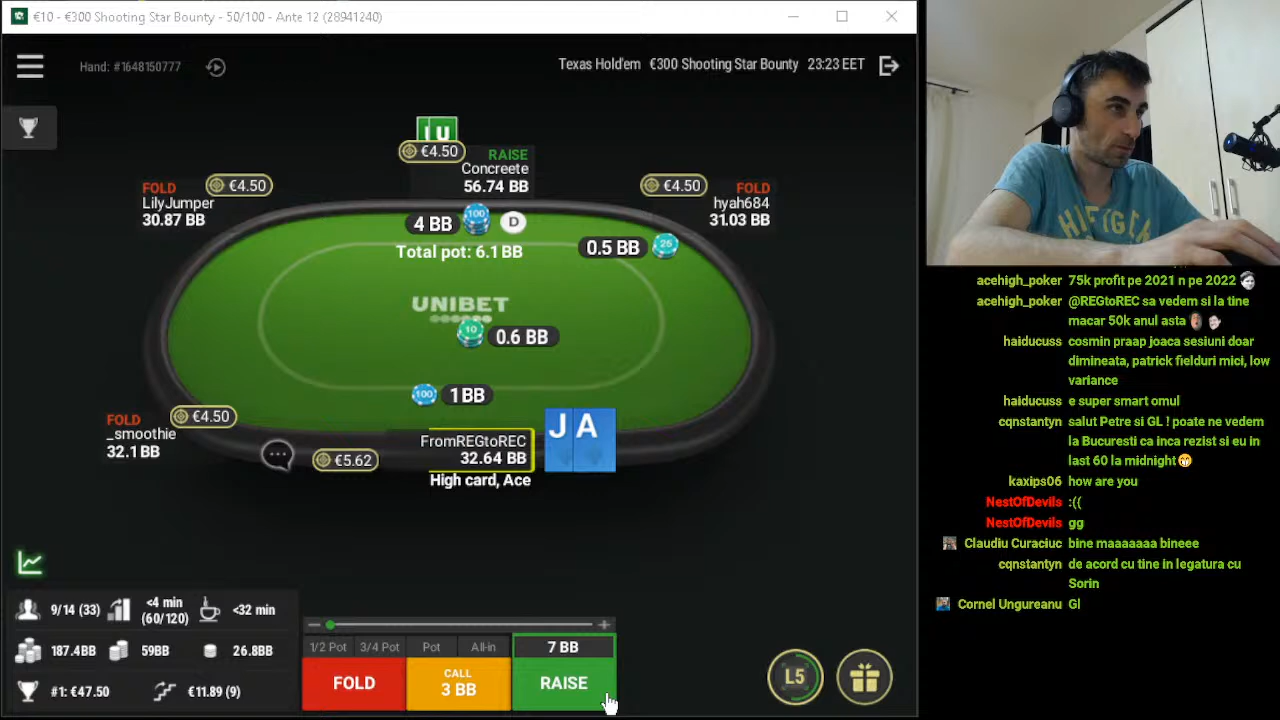 €10 - €300 Shooting Star Bounty - 50/100 - Ante 12 (28941240)
Hand: #1648150777
Texas Hold'em €300 Shooting Star Bounty 23:23 EET
€4.50
RAISE
Concreete
56.74 BB
FOLD €4.50
LilyJumper
30.87 BB
€4.50 FOLD
hyah684
31.03 BB
4 BB 100 D
Total pot: 6.1 BB
0.5 BB 25
UNIBET
10 0.6 BB
100 1 BB
FOLD €4.50
_smoothie
32.1 BB
€5.62
FromREGtoREC
32.64 BB
J A
High card, Ace
9/14 (33) <4 min (60/120) <32 min
187.4BB 59BB 26.8BB
#1: €47.50 €11.89 (9)
1/2 Pot 3/4 Pot Pot All-in 7 BB
FOLD
CALL
3 BB
RAISE
L5
acehigh_poker 75k profit pe 2021 n pe 2022
acehigh_poker @REGtoREC sa vedem si la tine
macar 50k anul asta
haiducuss cosmin praap joaca sesiuni doar
dimineata, patrick fielduri mici, low
variance
haiducuss e super smart omul
cqnstantyn salut Petre si GL ! poate ne vedem
la Bucuresti ca inca rezist si eu in
last 60 la midnight
kaxips06 how are you
NestOfDevils :((
NestOfDevils gg
Claudiu Curaciuc bine maaaaaaa bineee
cqnstantyn de acord cu tine in legatura cu
Sorin
Cornel Ungureanu Gl